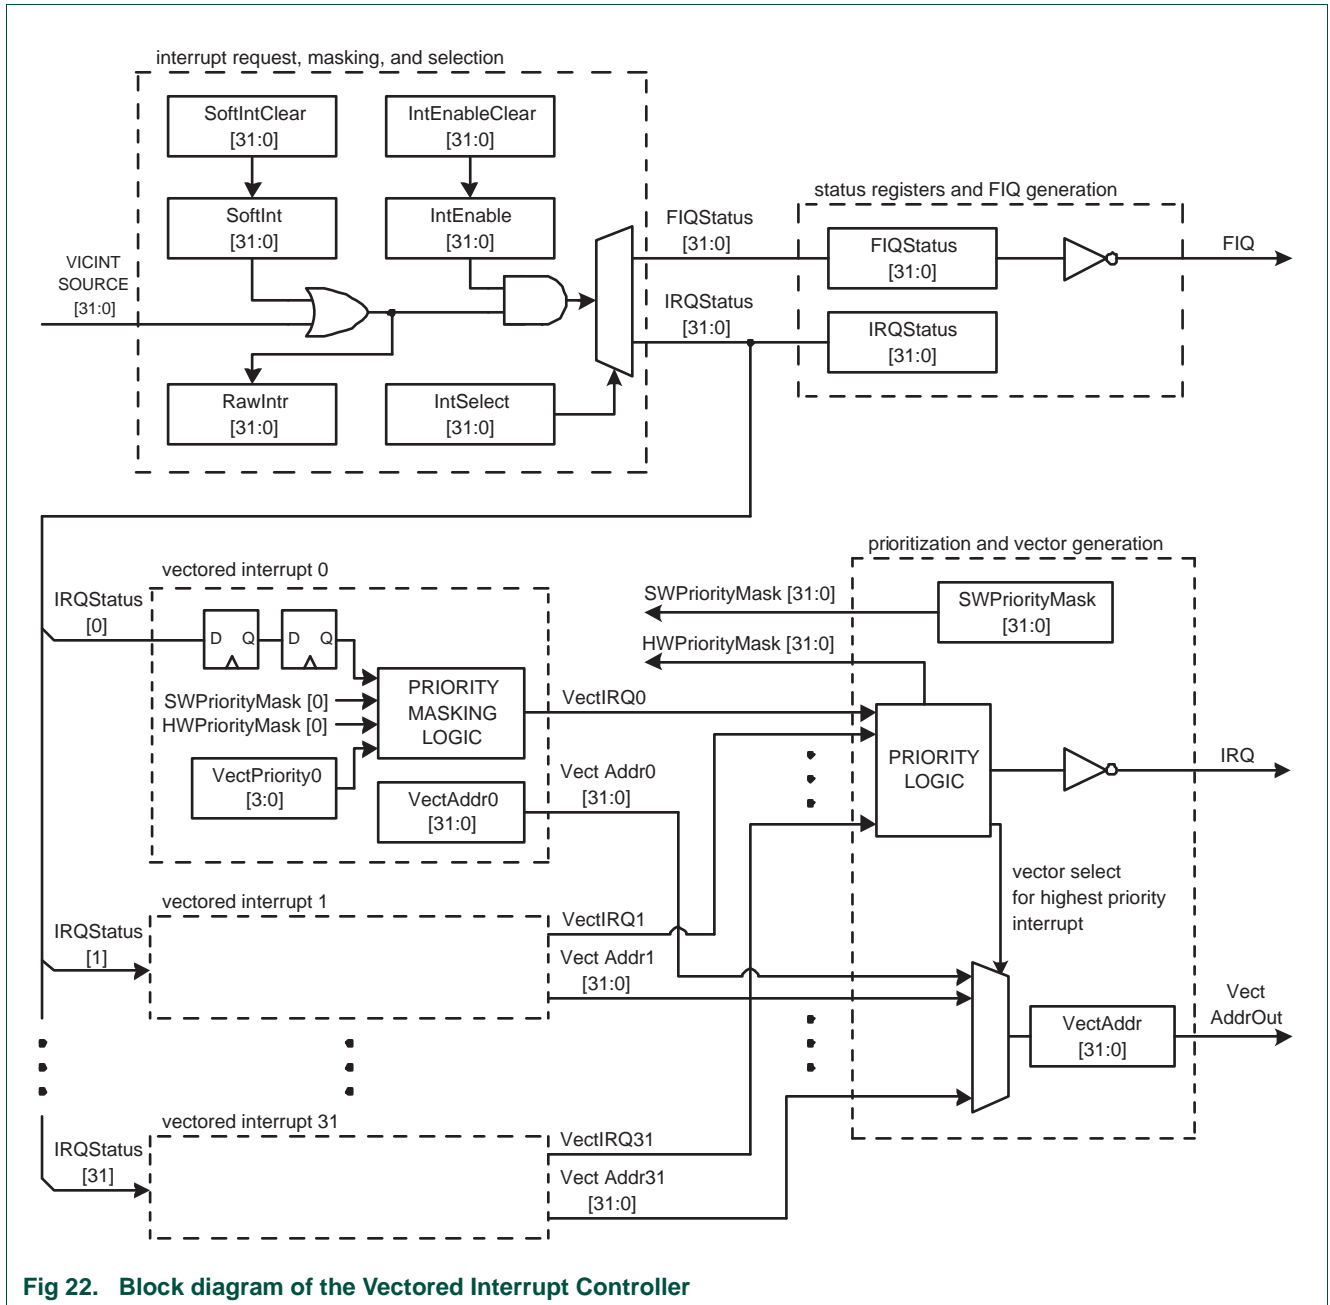 interrupt request, masking, and selection
SoftIntClear
[31:0]
IntEnableClear
[31:0]
SoftInt
[31:0]
IntEnable
[31:0]
VICINT
SOURCE
[31:0]
RawIntr
[31:0]
IntSelect
[31:0]
FIQStatus
[31:0]
IRQStatus
[31:0]
status registers and FIQ generation
FIQStatus
[31:0]
IRQStatus
[31:0]
FIQ
vectored interrupt 0
IRQStatus
[0]
D Q
D Q
SWPriorityMask [0]
HWPriorityMask [0]
PRIORITY
MASKING
LOGIC
VectPriority0
[3:0]
VectAddr0
[31:0]
VectIRQ0
Vect Addr0
[31:0]
prioritization and vector generation
SWPriorityMask [31:0]
SWPriorityMask
[31:0]
HWPriorityMask [31:0]
PRIORITY
LOGIC
IRQ
vector select
for highest priority
interrupt
vectored interrupt 1
IRQStatus
[1]
VectIRQ1
Vect Addr1
[31:0]
VectAddr
[31:0]
Vect
AddrOut
vectored interrupt 31
IRQStatus
[31]
VectIRQ31
Vect Addr31
[31:0]
Fig 22. Block diagram of the Vectored Interrupt Controller